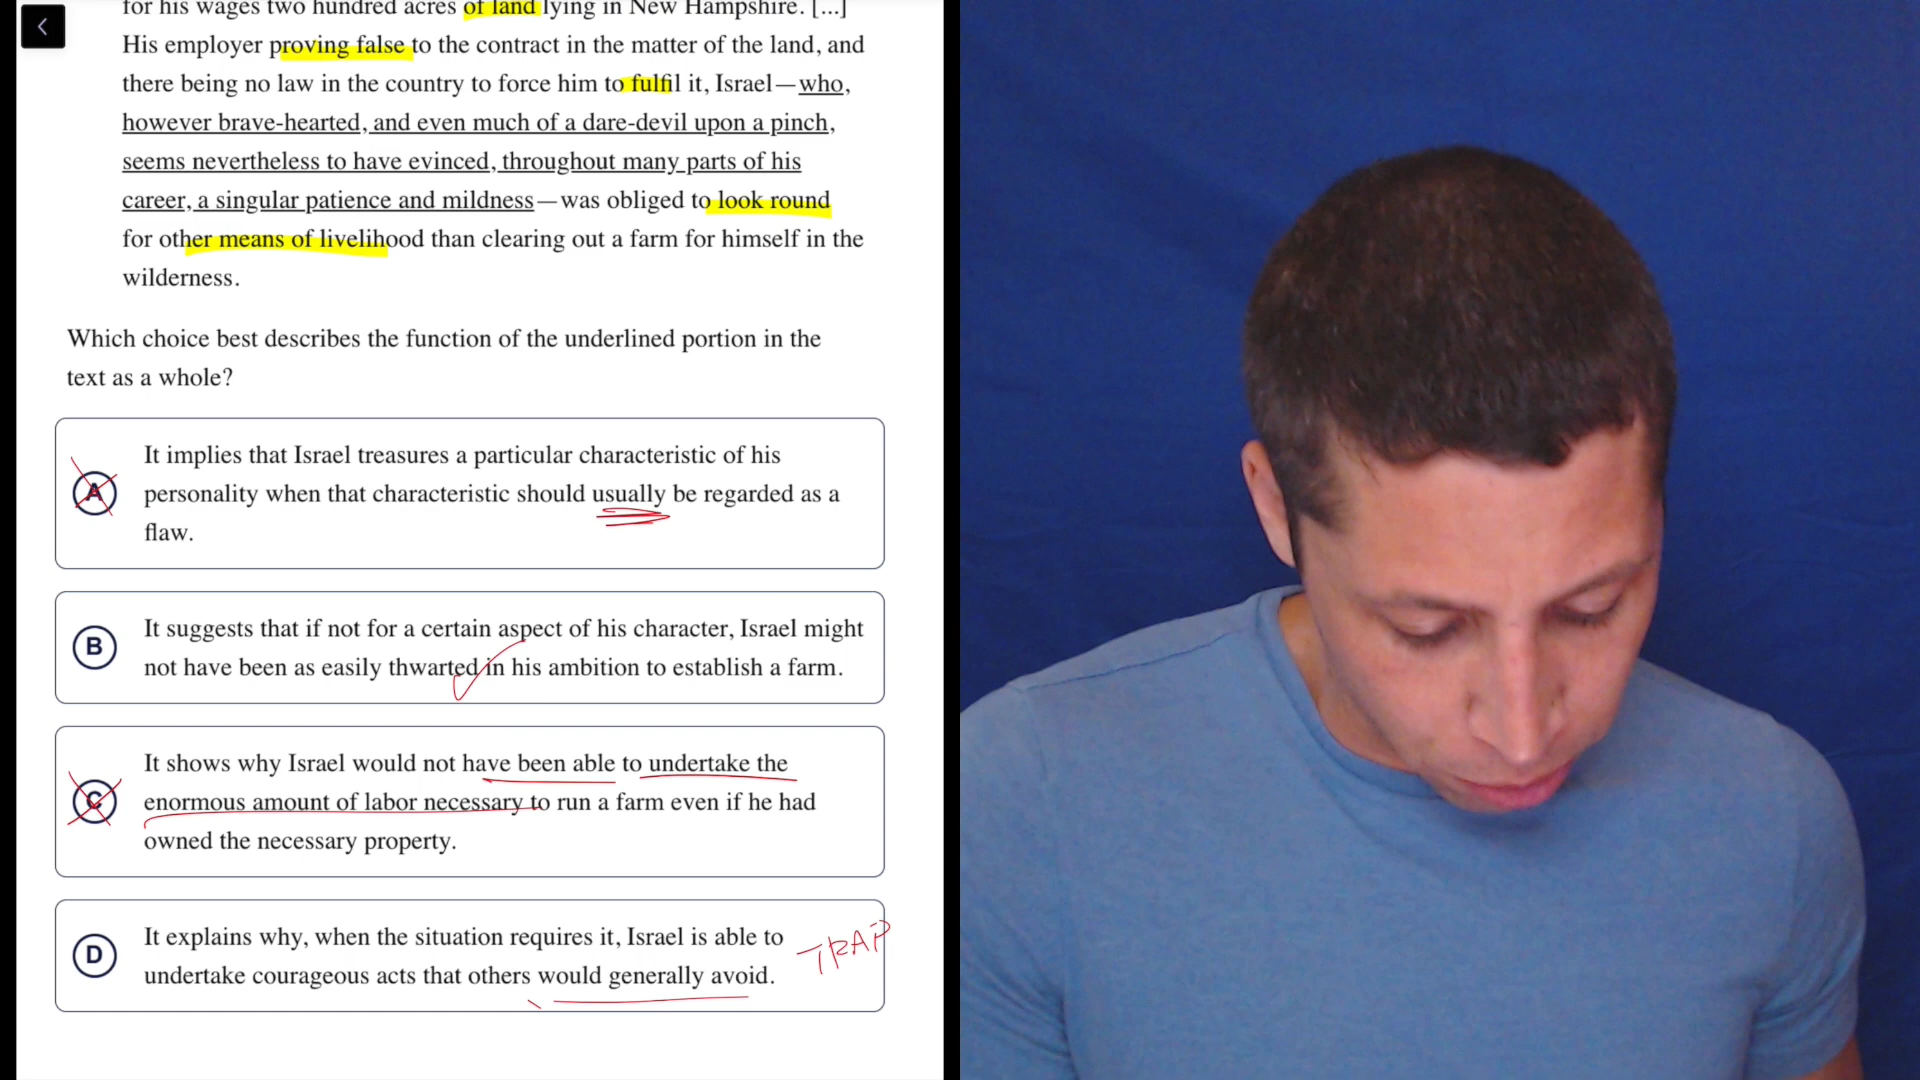 for his wages two hundred acres of land lying in New Hampshire. [...]
His employer proving false to the contract in the matter of the land, and
there being no law in the country to force him to fulfil it, Israel—who,
however brave-hearted, and even much of a dare-devil upon a pinch,
seems nevertheless to have evinced, throughout many parts of his
career, a singular patience and mildness—was obliged to look round
for other means of livelihood than clearing out a farm for himself in the
wilderness.
Which choice best describes the function of the underlined portion in the
text as a whole?
A
It implies that Israel treasures a particular characteristic of his
personality when that characteristic should usually be regarded as a
flaw.
B
It suggests that if not for a certain aspect of his character, Israel might
not have been as easily thwarted in his ambition to establish a farm.
C
It shows why Israel would not have been able to undertake the
enormous amount of labor necessary to run a farm even if he had
owned the necessary property.
D
It explains why, when the situation requires it, Israel is able to
undertake courageous acts that others would generally avoid.
TRAP